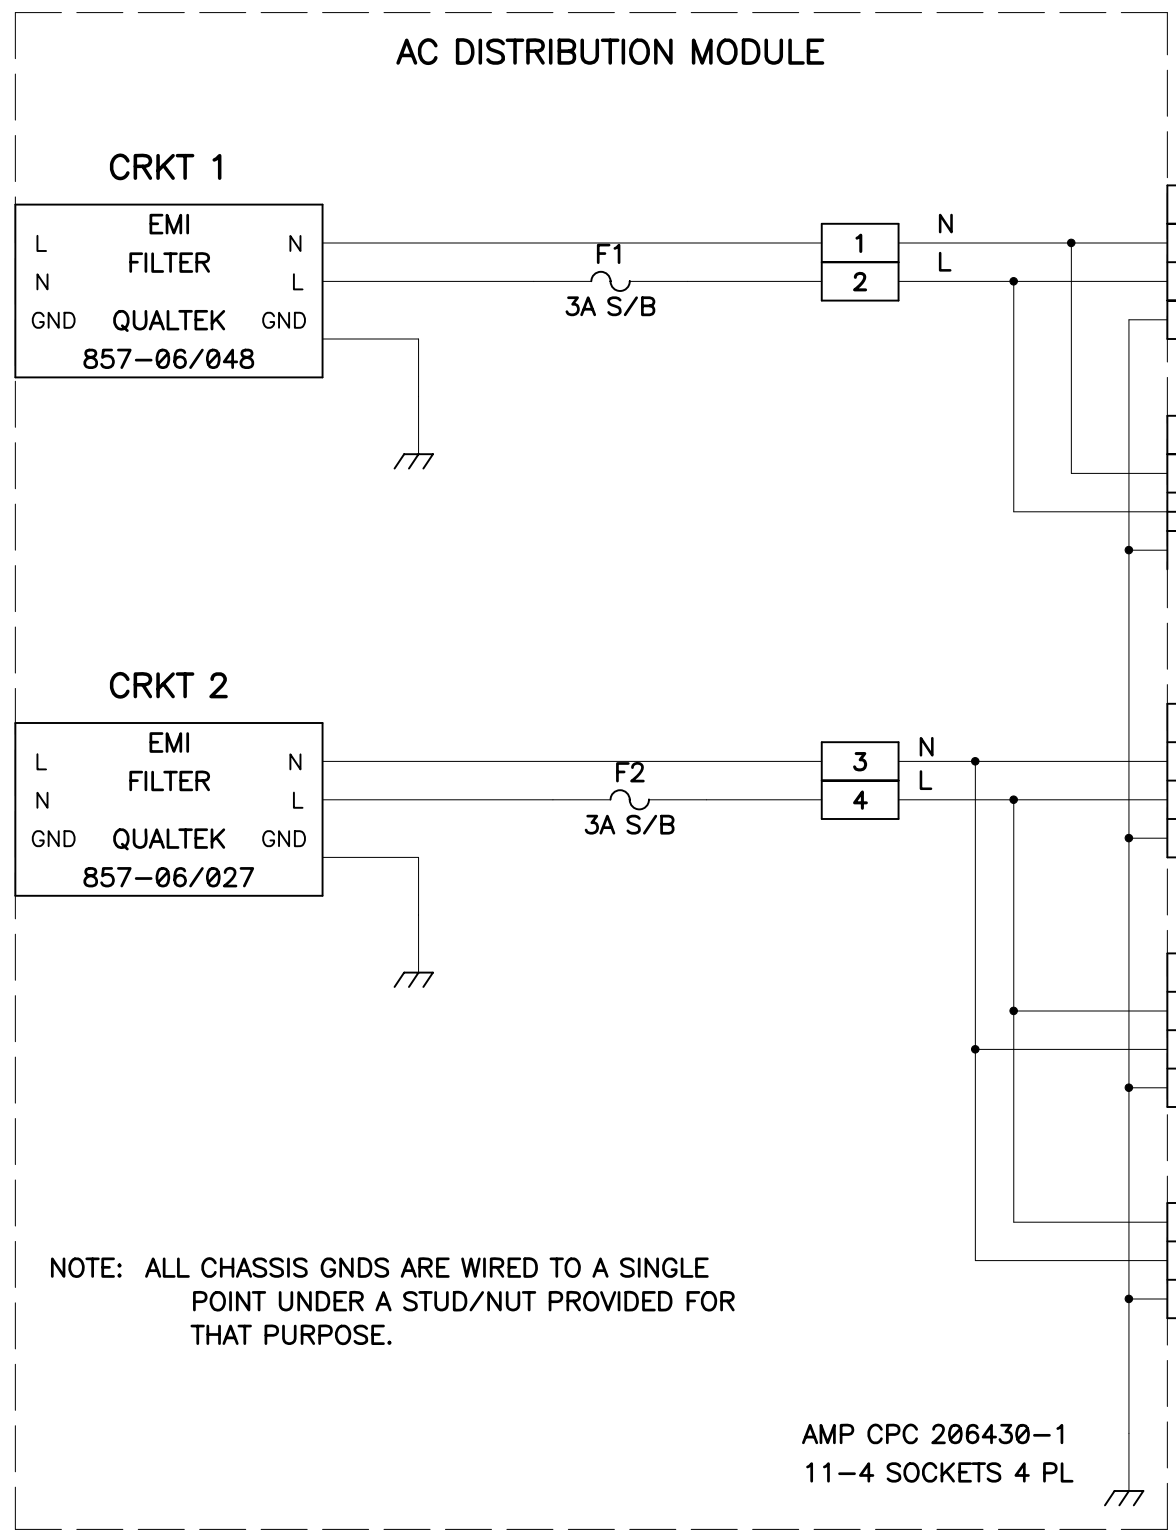 AC DISTRIBUTION MODULE
CRKT 1
EMI
L
N
FILTER
N
L
GND
QUALTEK
GND
857-06/048
F1
3A S/B
1
2
N
L
CRKT 2
EMI
L
N
FILTER
N
L
GND
QUALTEK
GND
857-06/027
F2
3A S/B
3
4
N
L
NOTE: ALL CHASSIS GNDS ARE WIRED TO A SINGLE
POINT UNDER A STUD/NUT PROVIDED FOR
THAT PURPOSE.
AMP CPC 206430-1
11-4 SOCKETS 4 PL